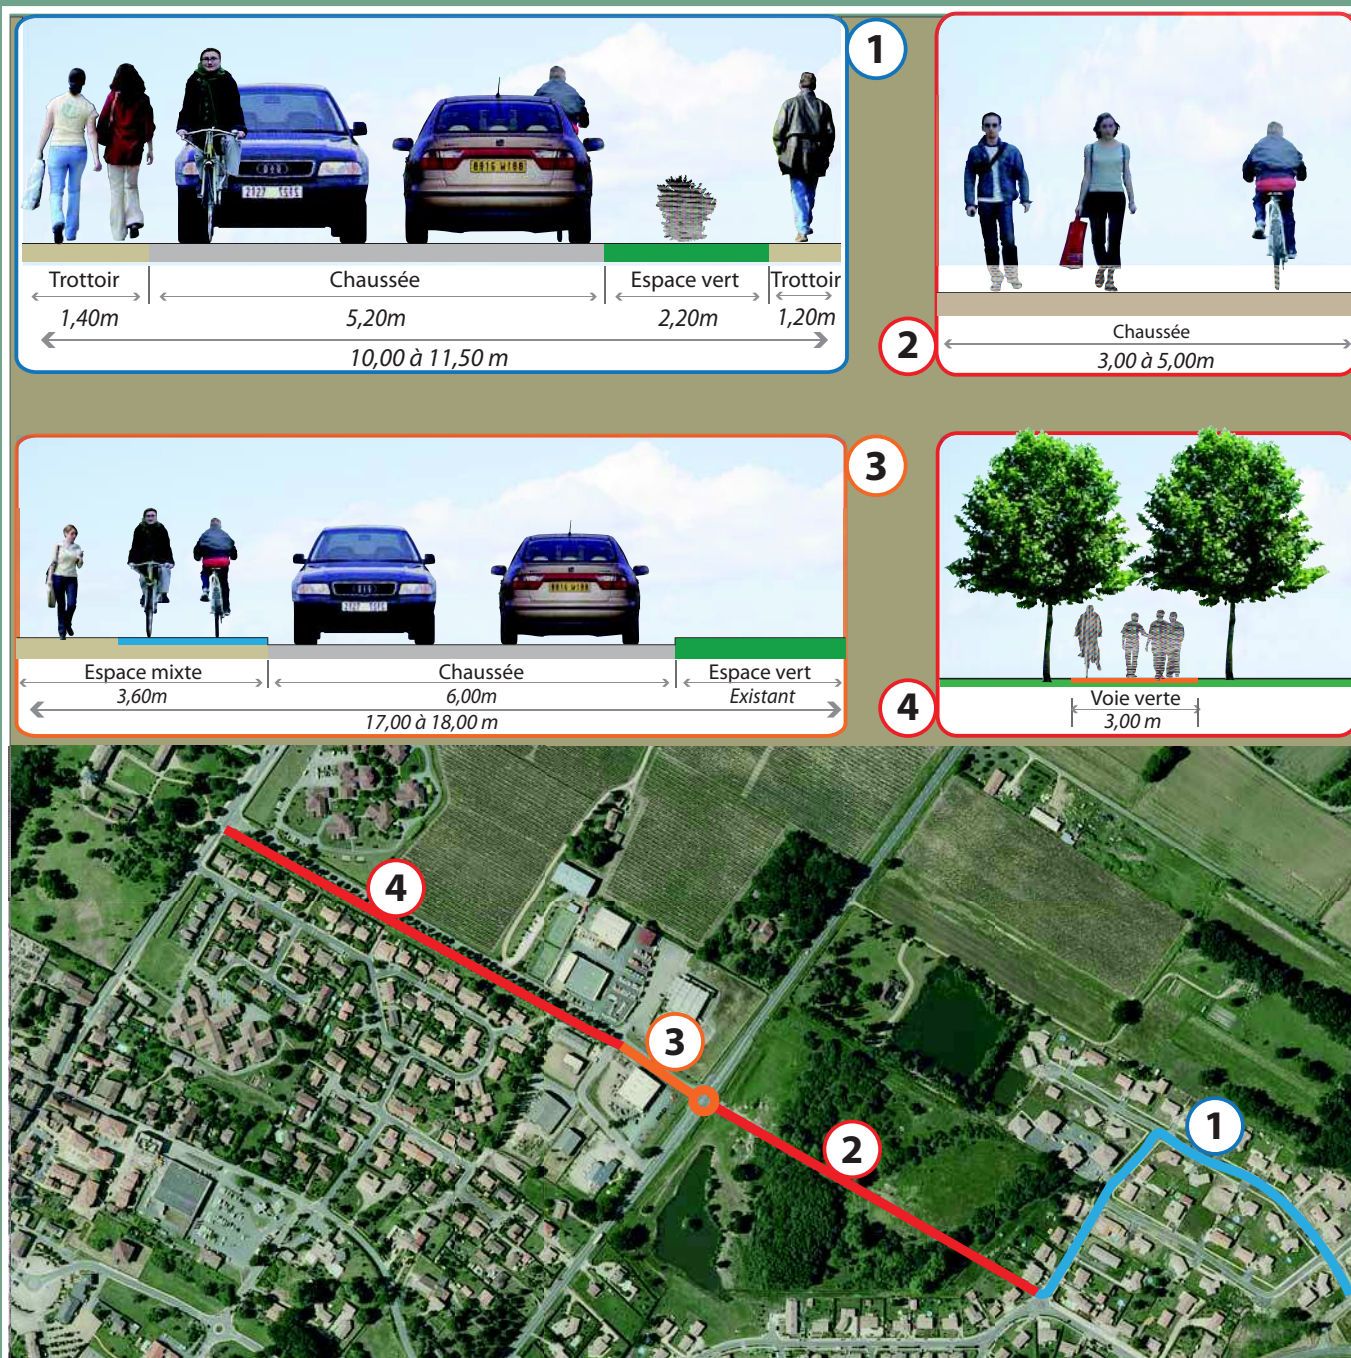 1
Trottoir
Chaussée
Espace vert
Trottoir
1,40m
5,20m
2,20m
1,20m
10,00 à 11,50 m
2
Chaussée
3,00 à 5,00m
3
Espace mixte
Chaussée
Espace vert
3,60m
6,00m
Existant
17,00 à 18,00 m
4
Voie verte
3,00 m
4
3
2
1